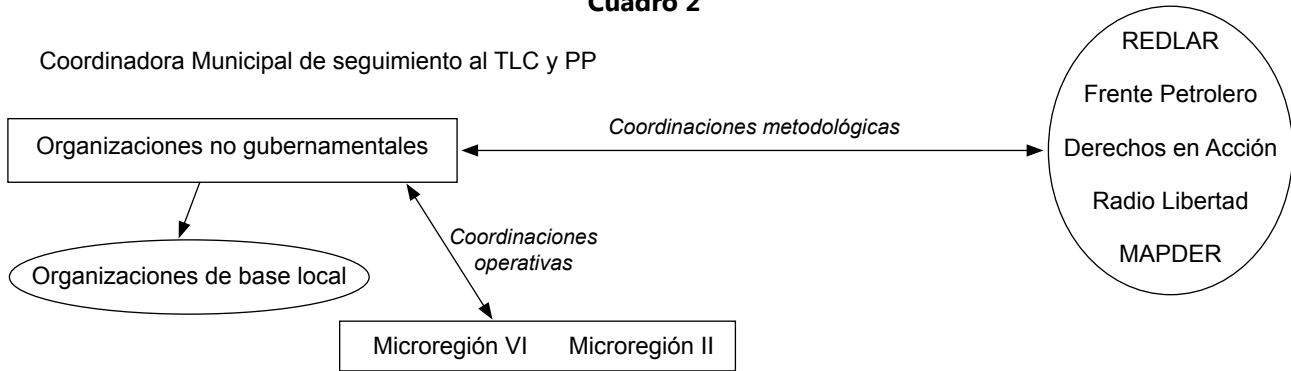 Cuadro 2
Coordinadora Municipal de seguimiento al TLC y PP
Organizaciones no gubernamentales
Coordinaciones metodológicas
REDLAR
Frente Petrolero
Derechos en Acción
Radio Libertad
MAPDER
Organizaciones de base local
Coordinaciones
operativas
Microregión VI Microregión II